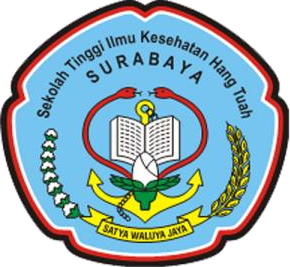 Sekolah Tinggi Ilmu Kesehatan Hang Tuah
SURABAYA
SATYA WALUYA JAYA